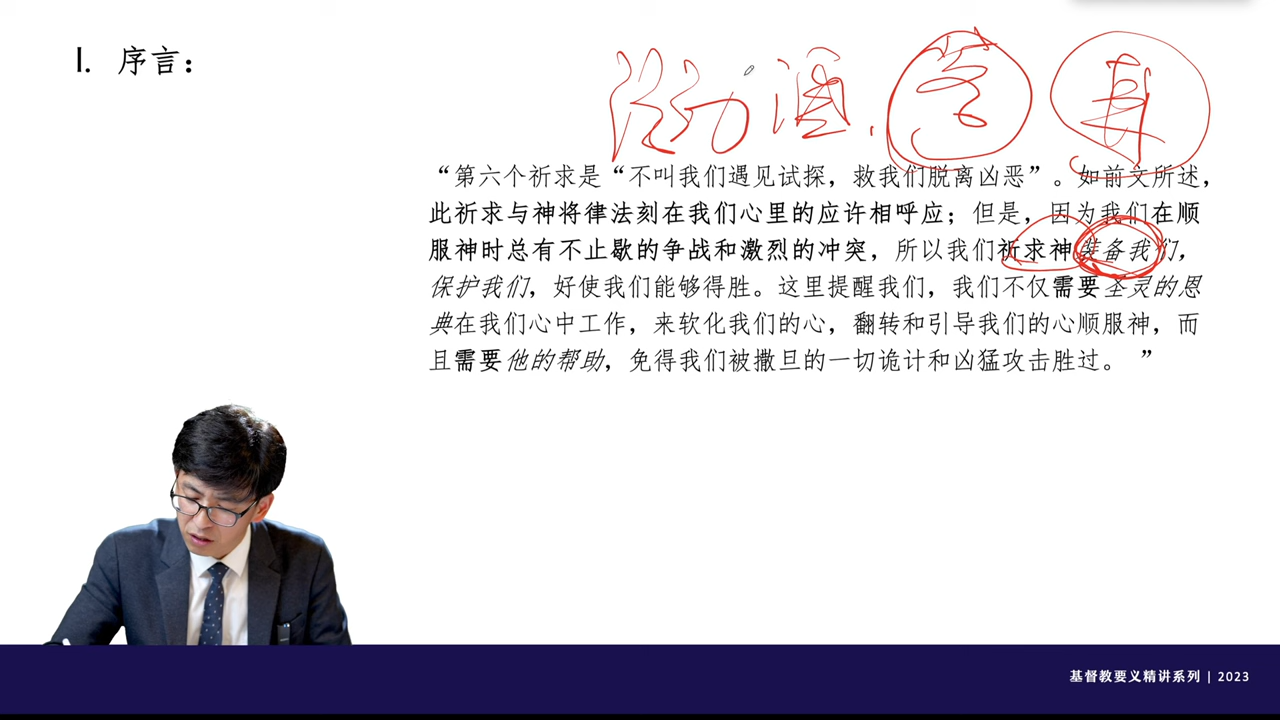 I. 序言：
酒
“第六个祈求是“不叫我们遇见试探，救我们脱离凶恶”。如前文所述，
此祈求与神将律法刻在我们心里的应许相呼应；但是，因为我们在顺
服神时总有不止歇的争战和激烈的冲突，所以我们祈求神装备我们，
保护我们，好使我们能够得胜。这里提醒我们，我们不仅需要圣灵的恩
典在我们心中工作，来软化我们的心，翻转和引导我们的心顺服神，而
且需要他的帮助，免得我们被撒旦的一切诡计和凶猛攻击胜过。 ”
基督教要义精讲系列 | 2023